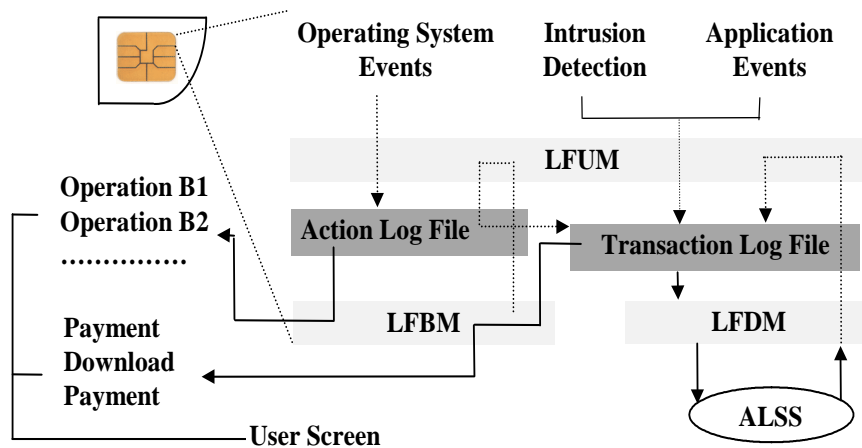 Operating System
Events
Intrusion
Detection
Application
Events
LFUM
Operation B1
Operation B2
……………
Action Log File
Transaction Log File
LFBM
LFDM
Payment
Download
Payment
ALSS
User Screen